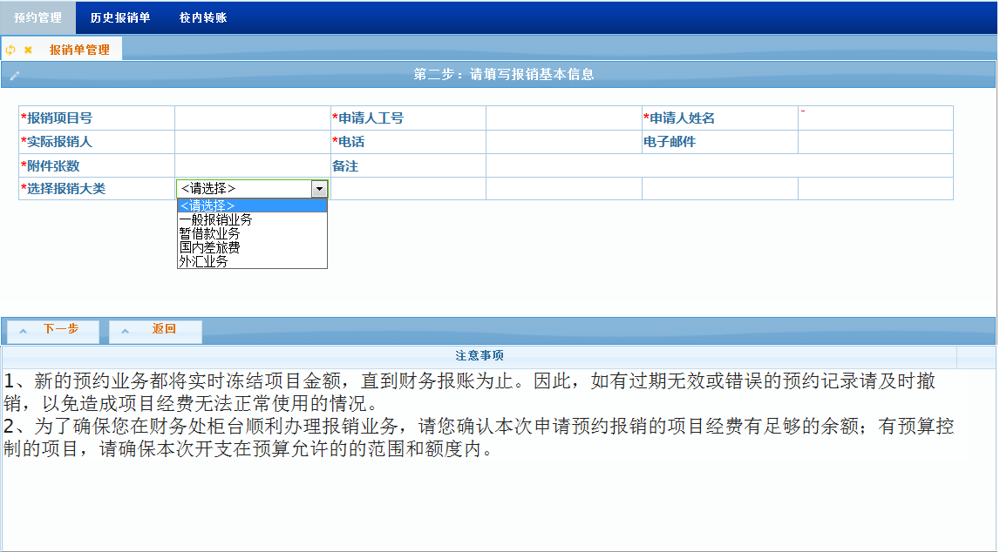 预约管理 历史报销单 校内转账
报销单管理
第二步：请填写报销基本信息
*报销项目号 *申请人工号 *申请人姓名 -
*实际报销人 *电话 电子邮件
*附件张数 备注
*选择报销大类 <请选择>
<请选择>
一般报销业务
暂借款业务
国内差旅费
外汇业务
下一步 返回
注意事项
1、新的预约业务都将实时冻结项目金额，直到财务报账为止。因此，如有过期无效或错误的预约记录请及时撤
销，以免造成项目经费无法正常使用的情况。
2、为了确保您在财务处柜台顺利办理报销业务，请您确认本次申请预约报销的项目经费有足够的余额；有预算控
制的项目，请确保本次开支在预算允许的的范围和额度内。